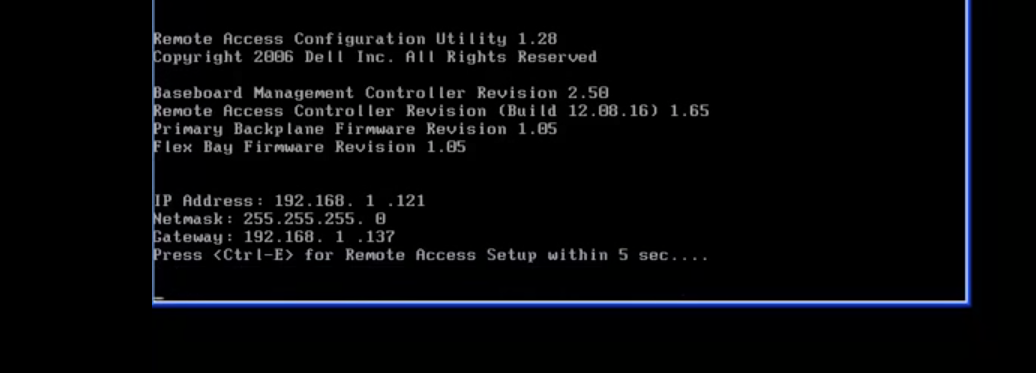 Remote Access Configuration Utility 1.28
Copyright 2006 Dell Inc. All Rights Reserved
Baseboard Management Controller Revision 2.50
Remote Access Controller Revision (Build 12.08.16) 1.65
Primary Backplane Firmware Revision 1.05
Flex Bay Firmware Revision 1.05
IP Address: 192.168. 1 .121
Netmask: 255.255.255. 0
Gateway: 192.168. 1 .137
Press <Ctrl-E> for Remote Access Setup within 5 sec....
_